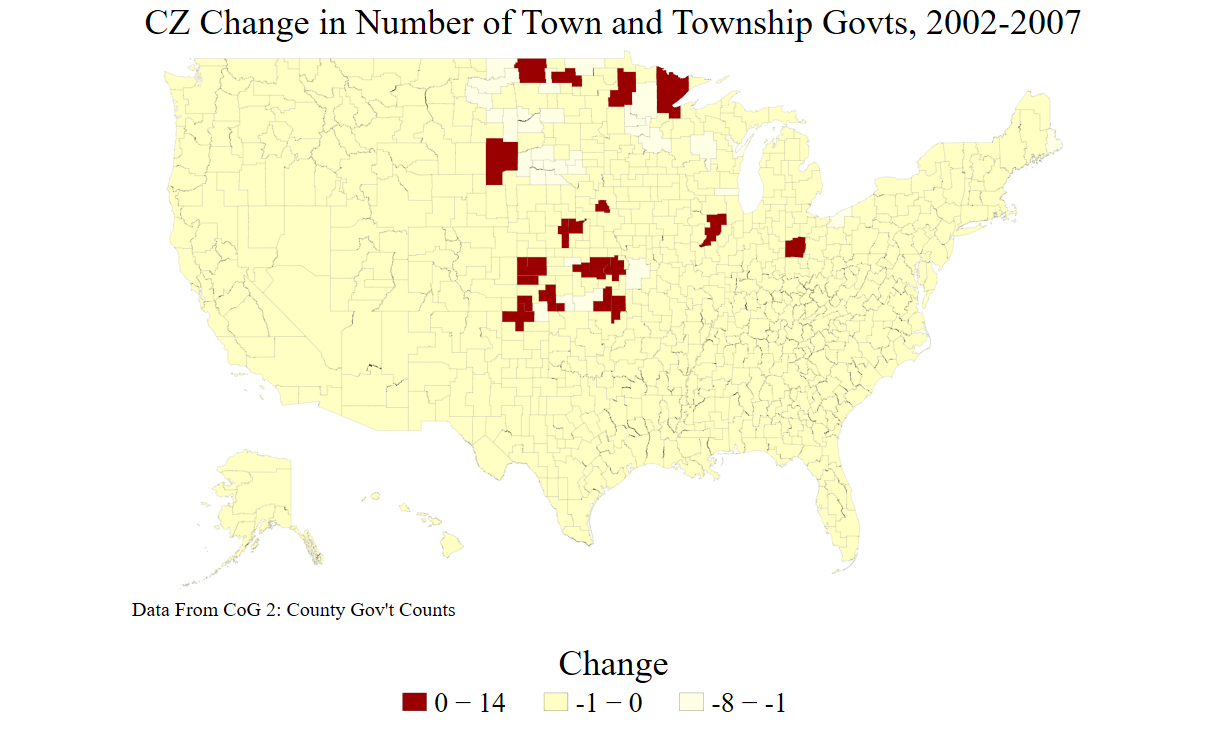 CZ Change in Number of Town and Township Govts, 2002-2007
Data From CoG 2: County Gov't Counts
Change
0 − 14 -1 − 0 -8 − -1